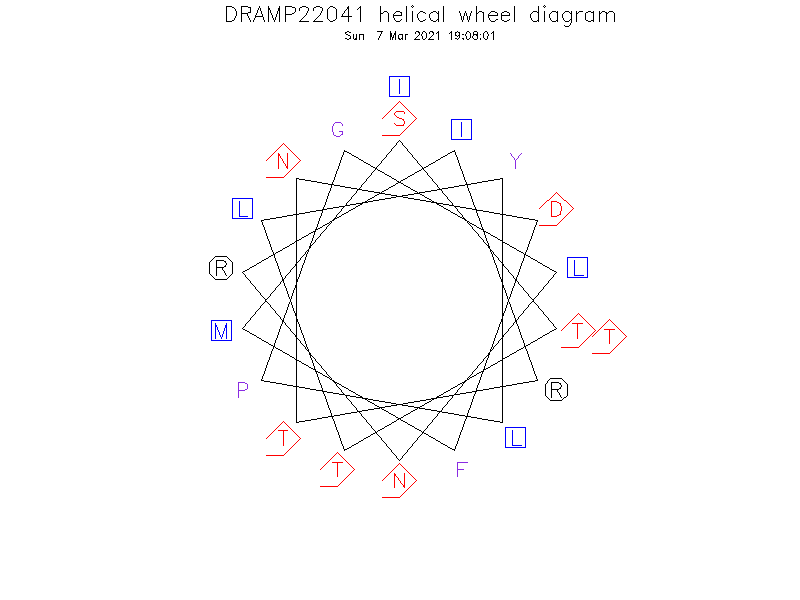 DRAMP22041 helical wheel diagram
Sun 7 Mar 2021 19:08:01
I
S
G
I
N
Y
L
D
R
L
M
T
T
P
R
T
L
T
F
N